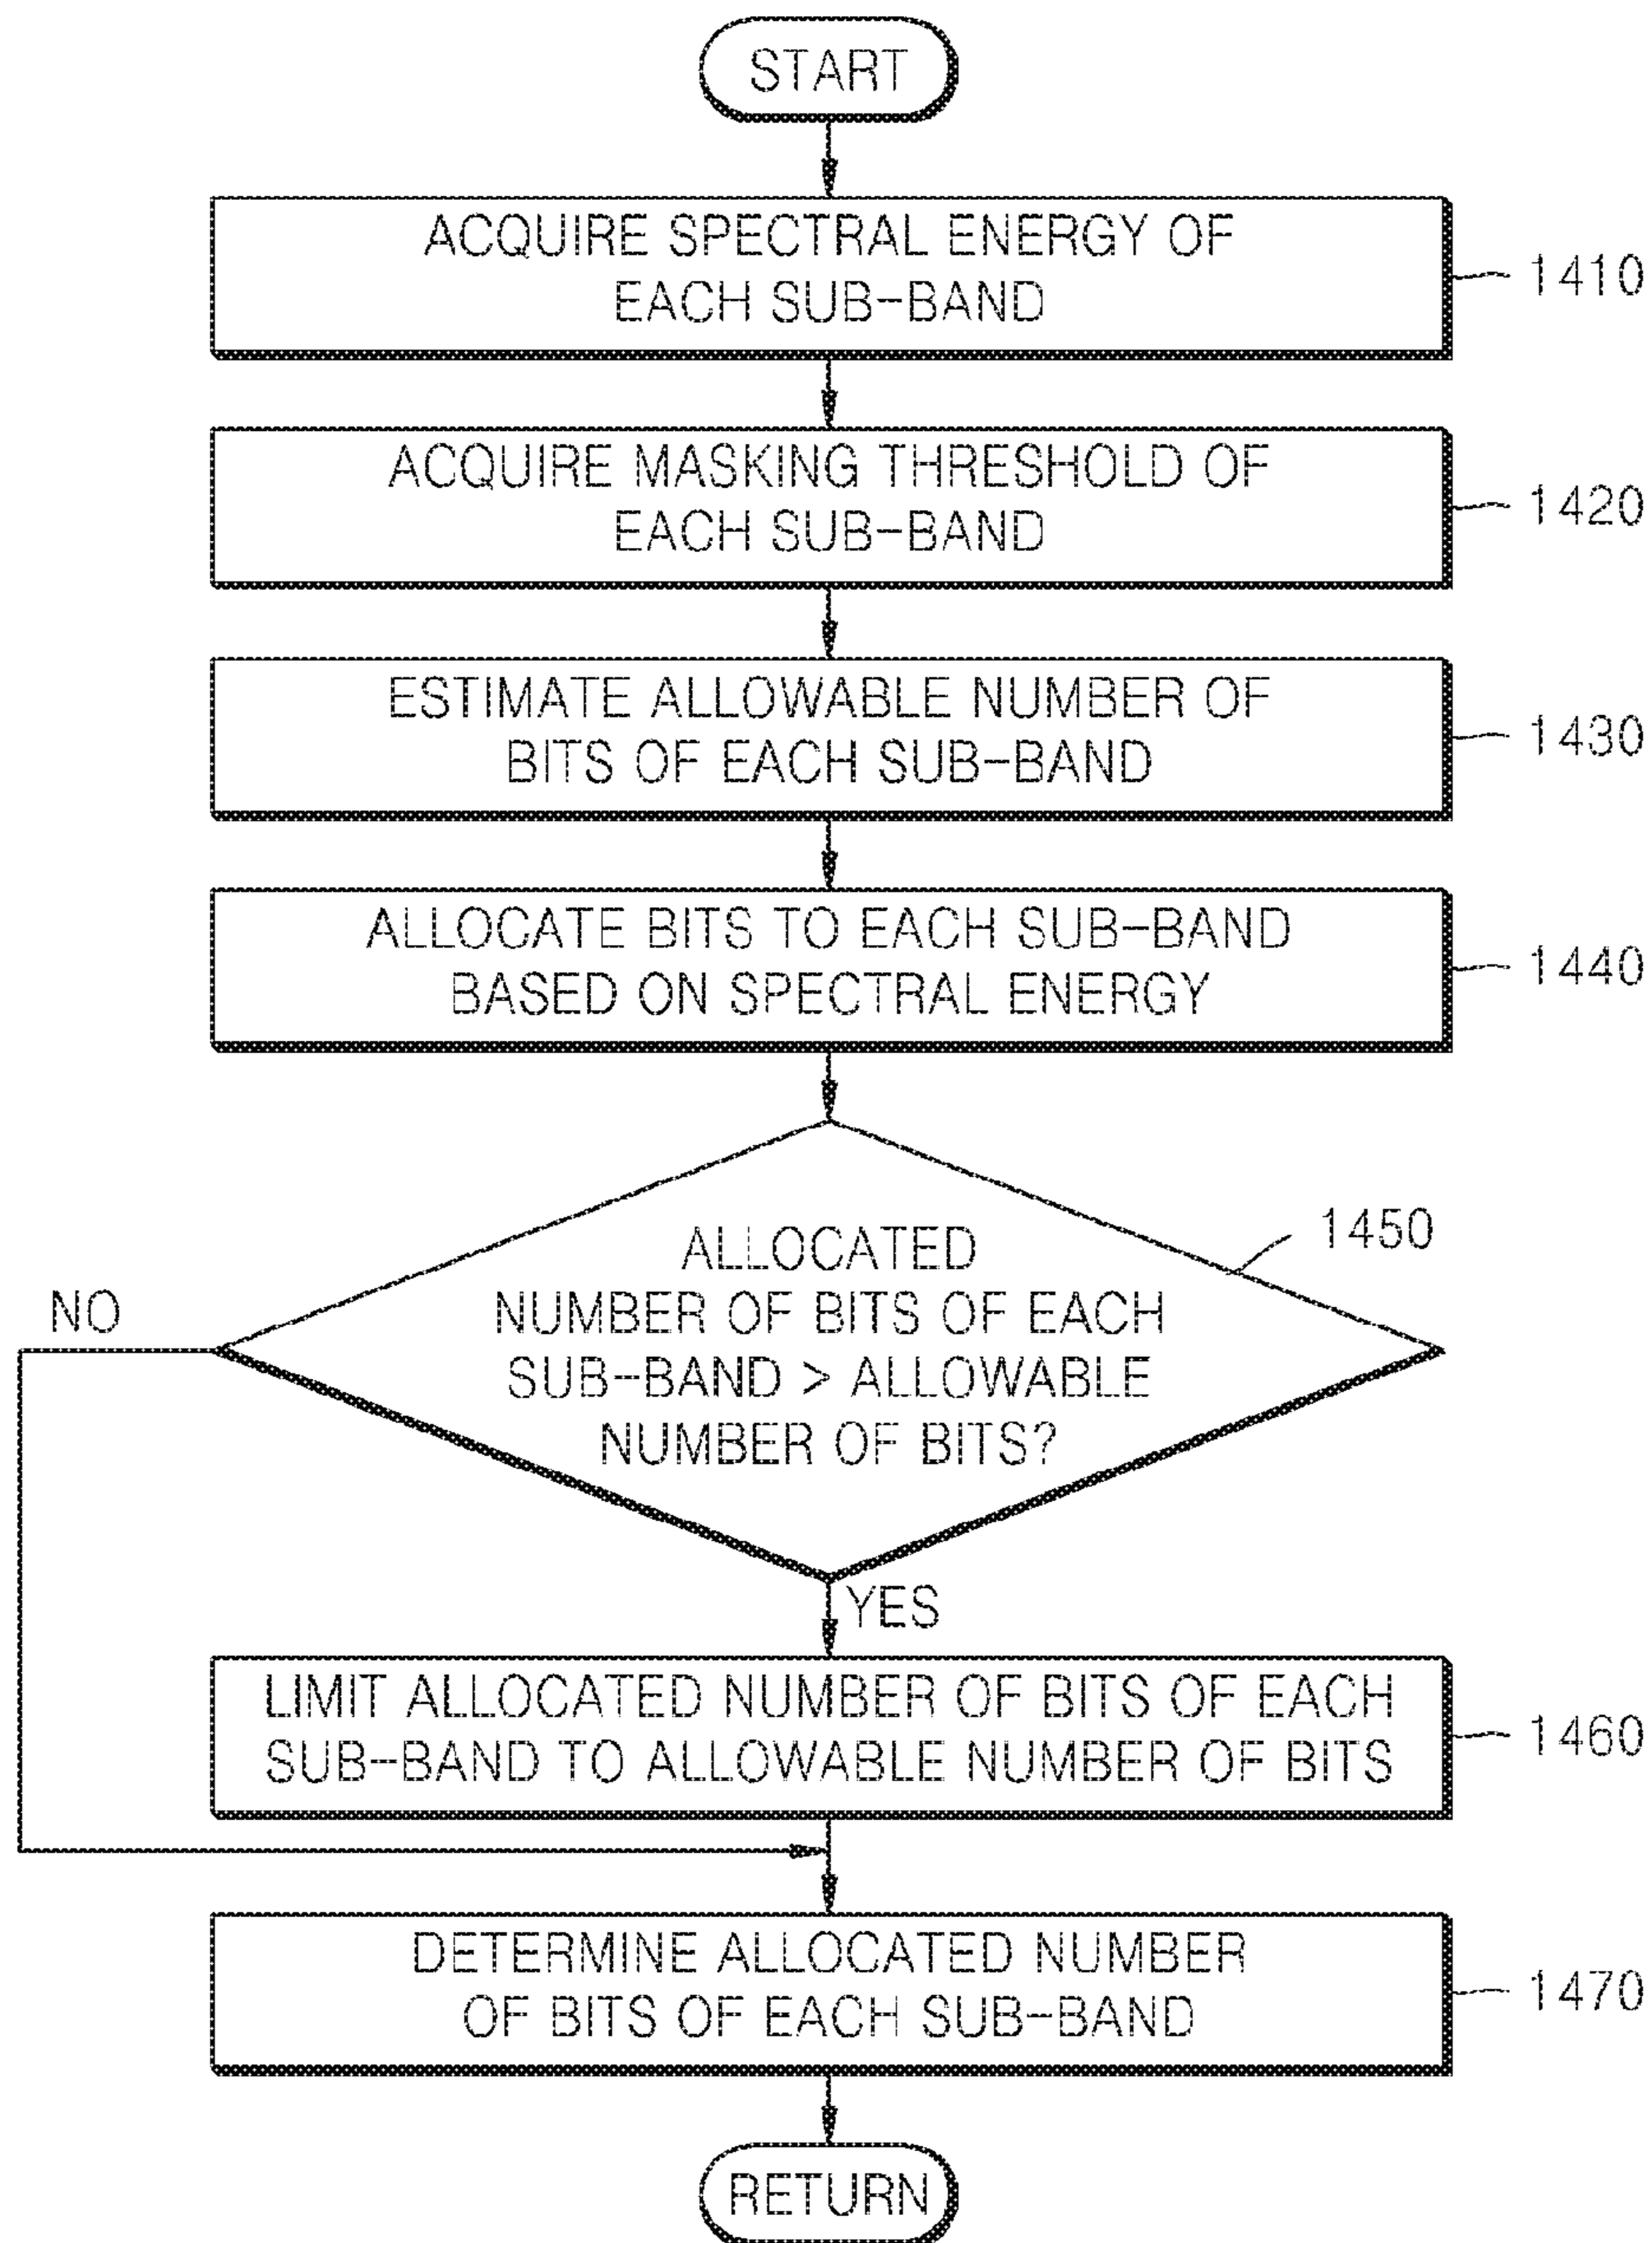 START
ACQUIRE SPECTRAL ENERGY OF
EACH SUB-BAND
1410
ACQUIRE MASKING THRESHOLD OF
EACH SUB-BAND
1420
ESTIMATE ALLOWABLE NUMBER OF
BITS OF EACH SUB-BAND
1430
ALLOCATE BITS TO EACH SUB-BAND
BASED ON SPECTRAL ENERGY
1440
ALLOCATED
NUMBER OF BITS OF EACH
SUB-BAND > ALLOWABLE
NUMBER OF BITS?
1450
NO
YES
LIMIT ALLOCATED NUMBER OF BITS OF EACH
SUB-BAND TO ALLOWABLE NUMBER OF BITS
1460
DETERMINE ALLOCATED NUMBER
OF BITS OF EACH SUB-BAND
1470
RETURN